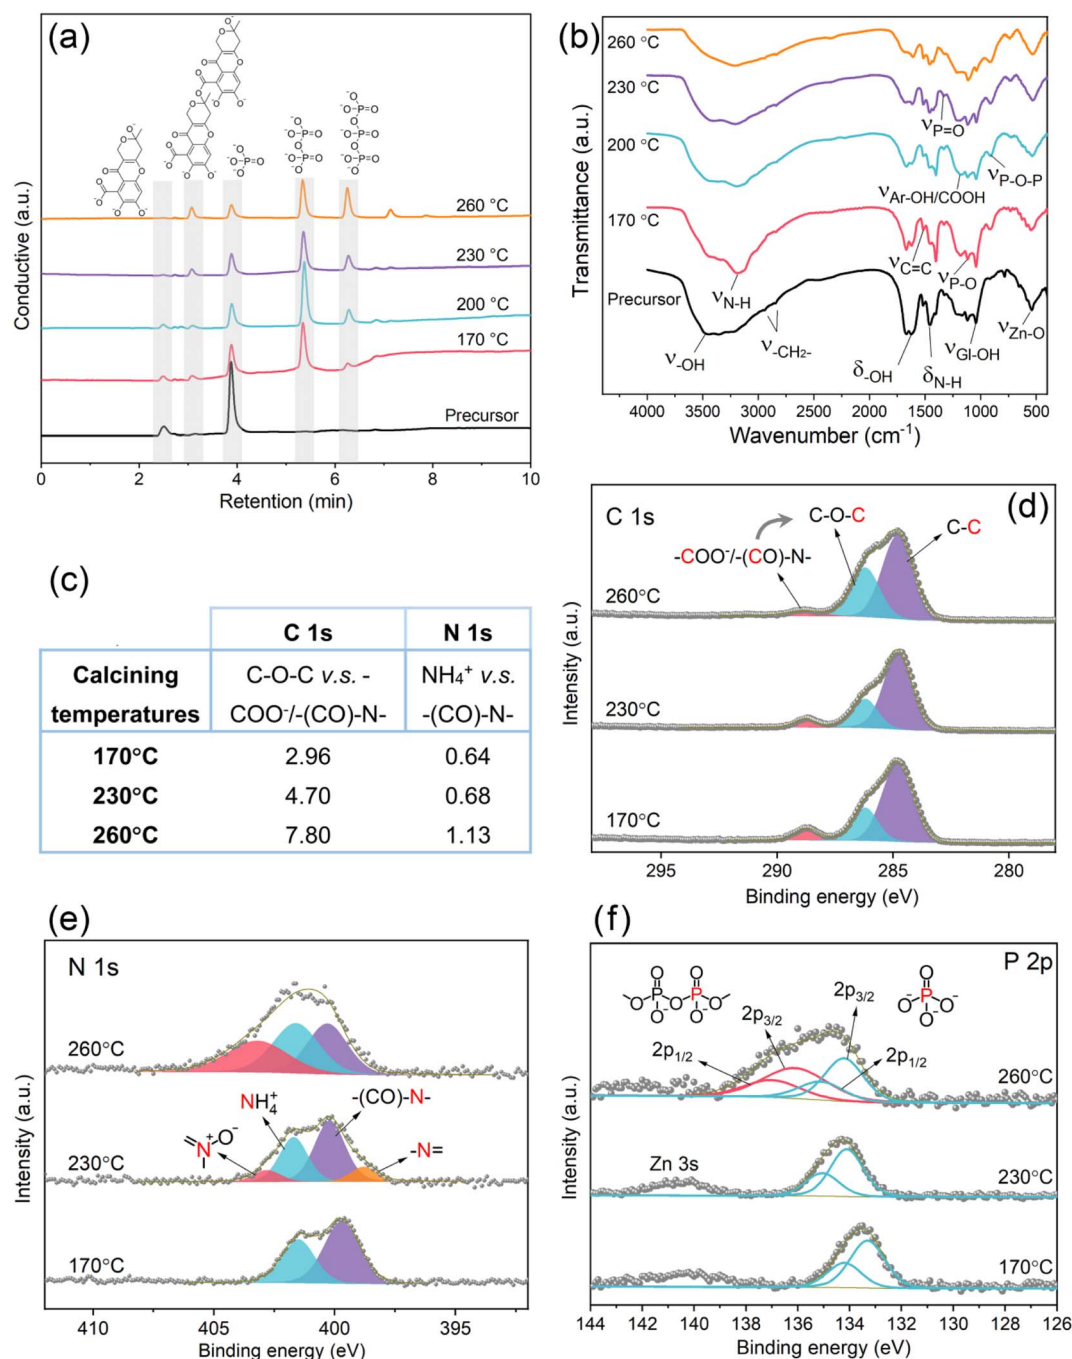 (a)
260 °C
230 °C
200 °C
170 °C
Precursor
Conductive (a.u.)
0 2 4 6 8 10
Retention (min)
(b)
260 °C
230 °C
200 °C
170 °C
Precursor
νP=O
νP-O-P
νAr-OH/COOH
νC=C
νP-O
νN-H
νZn-O
ν-OH
ν-CH2-
δ-OH
δN-H
νGl-OH
Transmittance (a.u.)
4000 3500 3000 2500 2000 1500 1000 500
Wavenumber (cm-1)
(c)
C 1s N 1s
Calcining temperatures
C-O-C v.s. -
COO-/-(CO)-N-
NH4+ v.s.
-(CO)-N-
170°C 2.96 0.64
230°C 4.70 0.68
260°C 7.80 1.13
(d)
C 1s
C-O-C
C-C
-COO-/-(CO)-N-
260°C
230°C
170°C
Intensity (a.u.)
295 290 285 280
Binding energy (eV)
(e)
N 1s
260°C
NH4+
-(CO)-N-
N+ O-
-N=
230°C
170°C
Intensity (a.u.)
410 405 400 395
Binding energy (eV)
(f)
P 2p
2p3/2
2p3/2
2p1/2
2p1/2
260°C
Zn 3s
230°C
170°C
Intensity (a.u.)
144 142 140 138 136 134 132 130 128 126
Binding energy (eV)